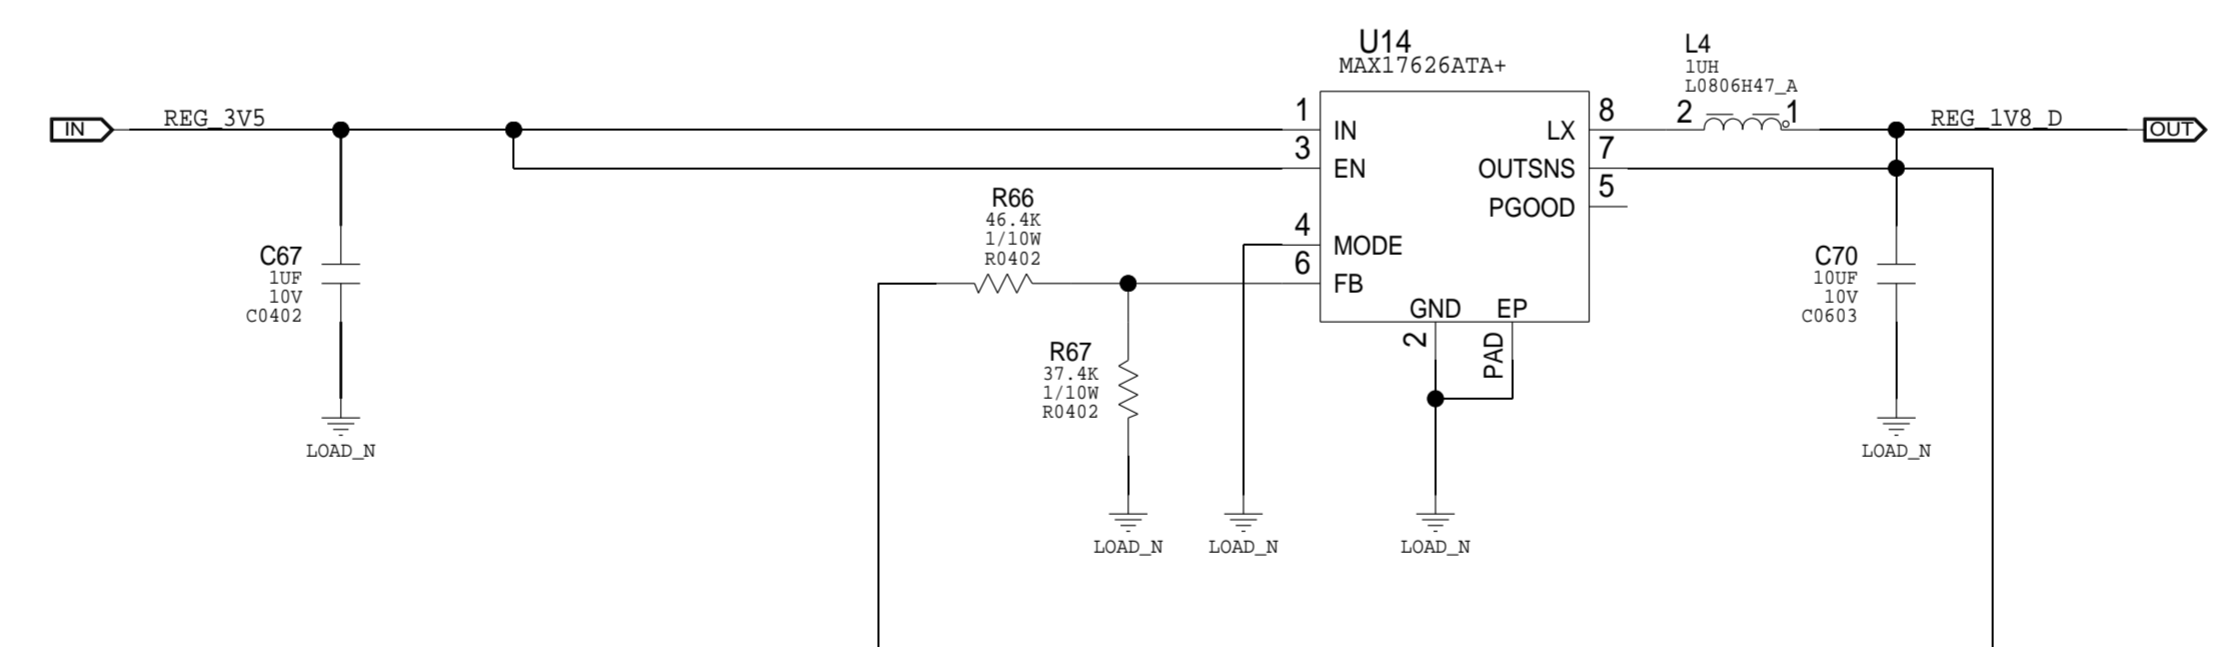 IN
REG_3V5
C67
1UF
10V
C0402
LOAD_N
R66
46.4K
1/10W
R0402
R67
37.4K
1/10W
R0402
LOAD_N
LOAD_N
U14
MAX17626ATA+
1
IN
3
EN
4
MODE
6
FB
LX
8
OUTSNS
7
PGOOD
5
GND
EP
2
PAD
LOAD_N
L4
1UH
L0806H47_A
2
1
REG_1V8_D
OUT
C70
10UF
10V
C0603
LOAD_N